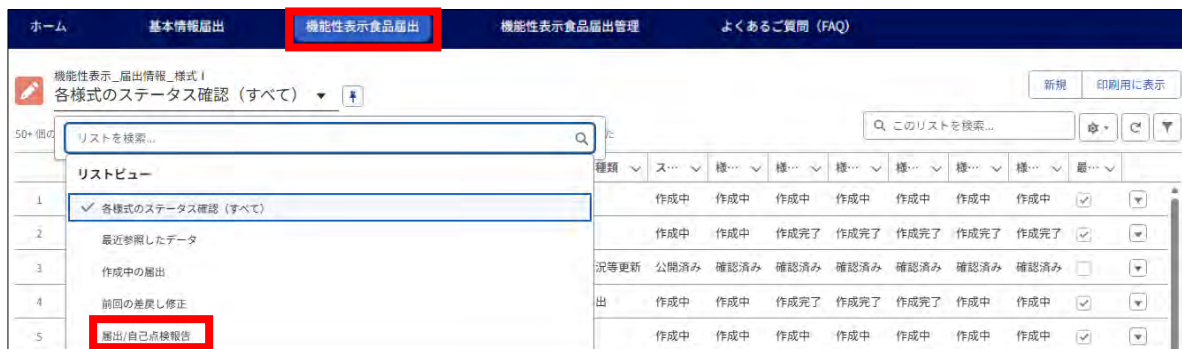 ホーム 基本情報届出 機能性表示食品届出 機能性表示食品届出管理 よくあるご質問（FAQ）
機能性表示_届出情報_様式Ⅰ
各様式のステータス確認（すべて）
新規 印刷用に表示
50+ 個の
た
このリストを検索...
リストを検索...
リストビュー
種類 ス… 様… 様… 様… 様… 様… 様… 最…
1 各様式のステータス確認（すべて） 作成中 作成中 作成中 作成中 作成中 作成中 作成中
2 最近参照したデータ 作成中 作成中 作成完了 作成完了 作成完了 作成完了 作成完了
3 作成中の届出 況等更新 公開済み 確認済み 確認済み 確認済み 確認済み 確認済み 確認済み
4 前回の差戻し修正 出 作成中 作成中 作成完了 作成完了 作成完了 作成中 作成中
5 届出/自己点検報告 作成中 作成中 作成中 作成中 作成中 作成中 作成中